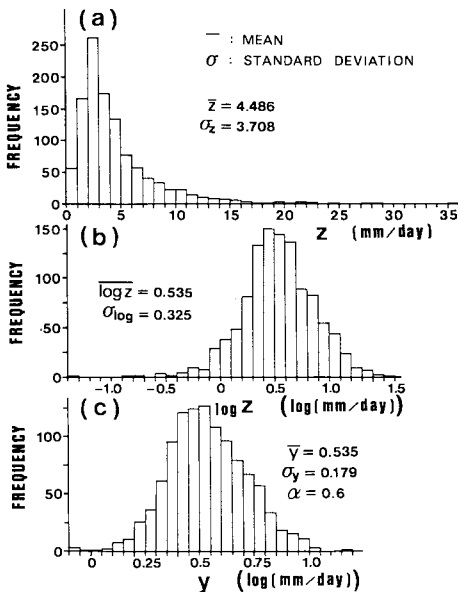 (a)
— : MEAN
σ : STANDARD DEVIATION
z̄ = 4.486
σz = 3.708
FREQUENCY
250
200
150
100
50
0
0 5 10 15 20 25 30 35
z (mm/day)
(b)
log z = 0.535
σlog = 0.325
FREQUENCY
150
100
50
0
-1.0 -0.5 0 0.5 1.0 1.5
log z (log(mm/day))
(c)
ȳ = 0.535
σy = 0.179
α = 0.6
FREQUENCY
100
50
0
0 0.25 0.5 0.75 1.0
y (log(mm/day))